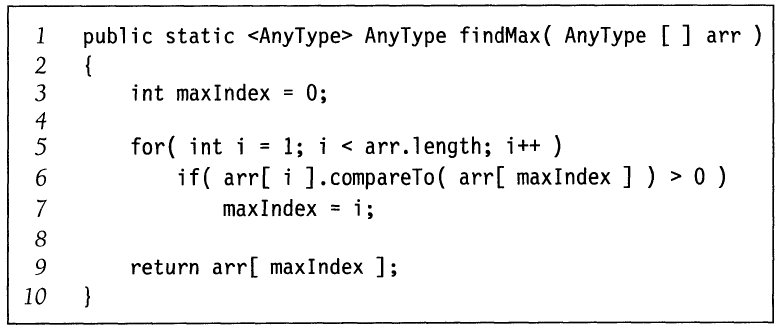 1 public static <AnyType> AnyType findMax( AnyType [ ] arr )
2 {
3 int maxIndex = 0;
4
5 for( int i = 1; i < arr.length; i++ )
6 if( arr[ i ].compareTo( arr[ maxIndex ] ) > 0 )
7 maxIndex = i;
8
9 return arr[ maxIndex ];
10 }